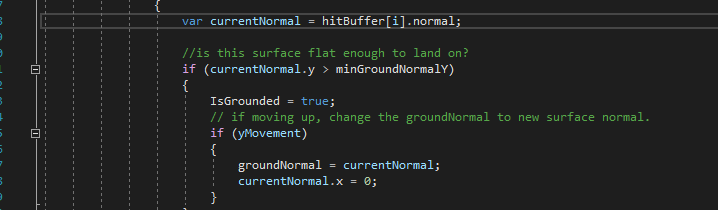 {
var currentNormal = hitBuffer[i].normal;
//is this surface flat enough to land on?
if (currentNormal.y > minGroundNormalY)
{
IsGrounded = true;
// if moving up, change the groundNormal to new surface normal.
if (yMovement)
{
groundNormal = currentNormal;
currentNormal.x = 0;
}